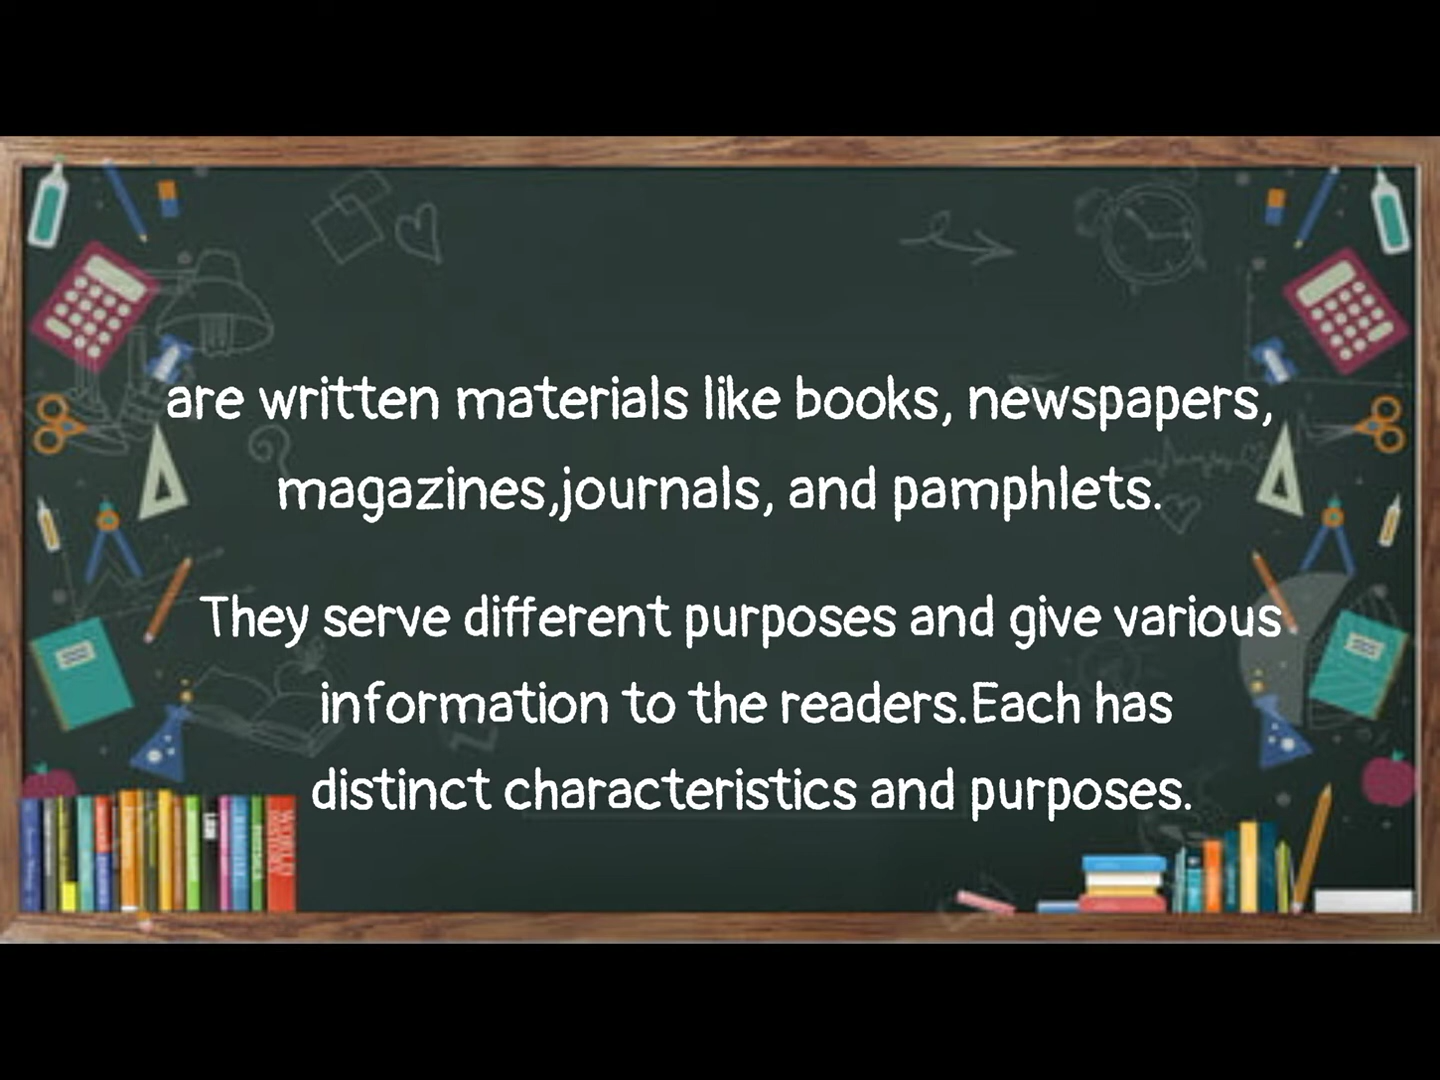 are written materials like books, newspapers,
magazines,journals, and pamphlets.
They serve different purposes and give various
information to the readers.Each has
distinct characteristics and purposes.
WORLD